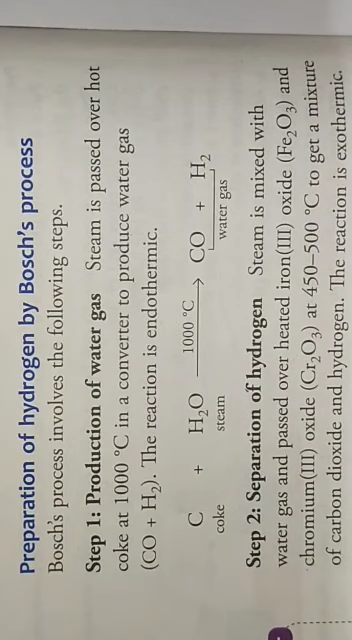 Preparation of hydrogen by Bosch's process
Bosch's process involves the following steps.
Step 1: Production of water gas Steam is passed over hot
coke at 1000 °C in a converter to produce water gas
(CO + H₂). The reaction is endothermic.
1000 °C
C + H₂O ⟶ CO + H₂
coke steam water gas
Step 2: Separation of hydrogen Steam is mixed with
water gas and passed over heated iron(III) oxide (Fe₂O₃) and
chromium(III) oxide (Cr₂O₃) at 450–500 °C to get a mixture
of carbon dioxide and hydrogen. The reaction is exothermic.